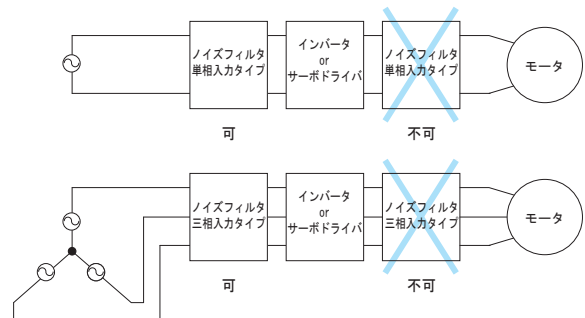 ノイズフィルタ
単相入力タイプ
インバータ
or
サーボドライバ
ノイズフィルタ
単相入力タイプ
モータ
可
不可
ノイズフィルタ
三相入力タイプ
インバータ
or
サーボドライバ
ノイズフィルタ
三相入力タイプ
モータ
可
不可